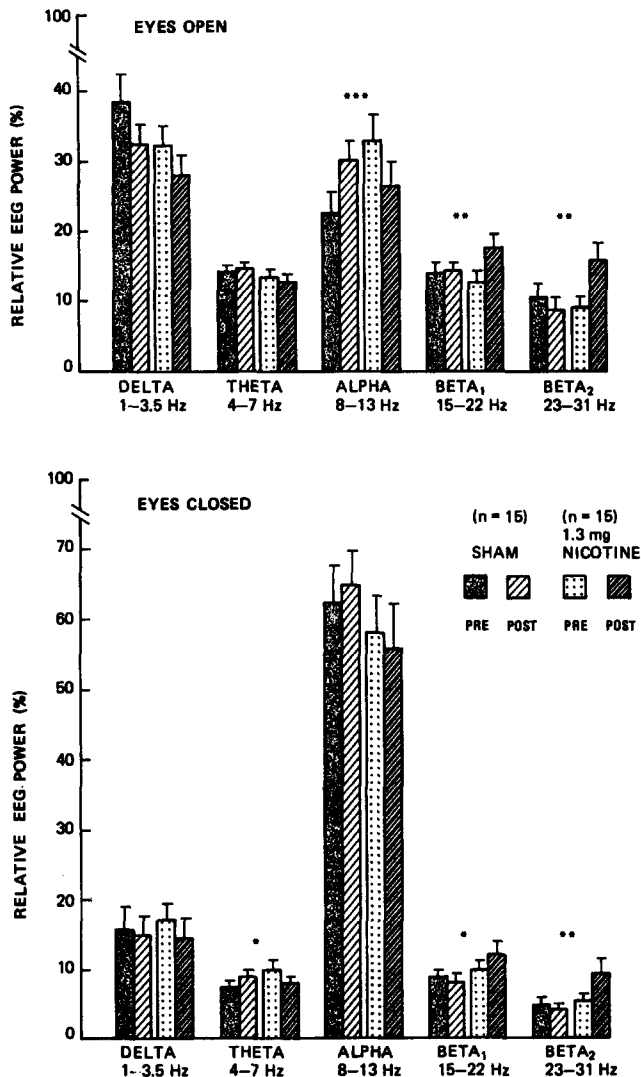 100
EYES OPEN
40
30
20
10
0
RELATIVE EEG POWER (%)
***
**
**
DELTA THETA ALPHA BETA₁ BETA₂
1–3.5 Hz 4–7 Hz 8–13 Hz 15–22 Hz 23–31 Hz
100
EYES CLOSED
70
60
50
40
30
20
10
0
RELATIVE EEG POWER (%)
(n = 15) (n = 15)
1.3 mg
SHAM NICOTINE
PRE POST PRE POST
*
*
**
DELTA THETA ALPHA BETA₁ BETA₂
1–3.5 Hz 4–7 Hz 8–13 Hz 15–22 Hz 23–31 Hz